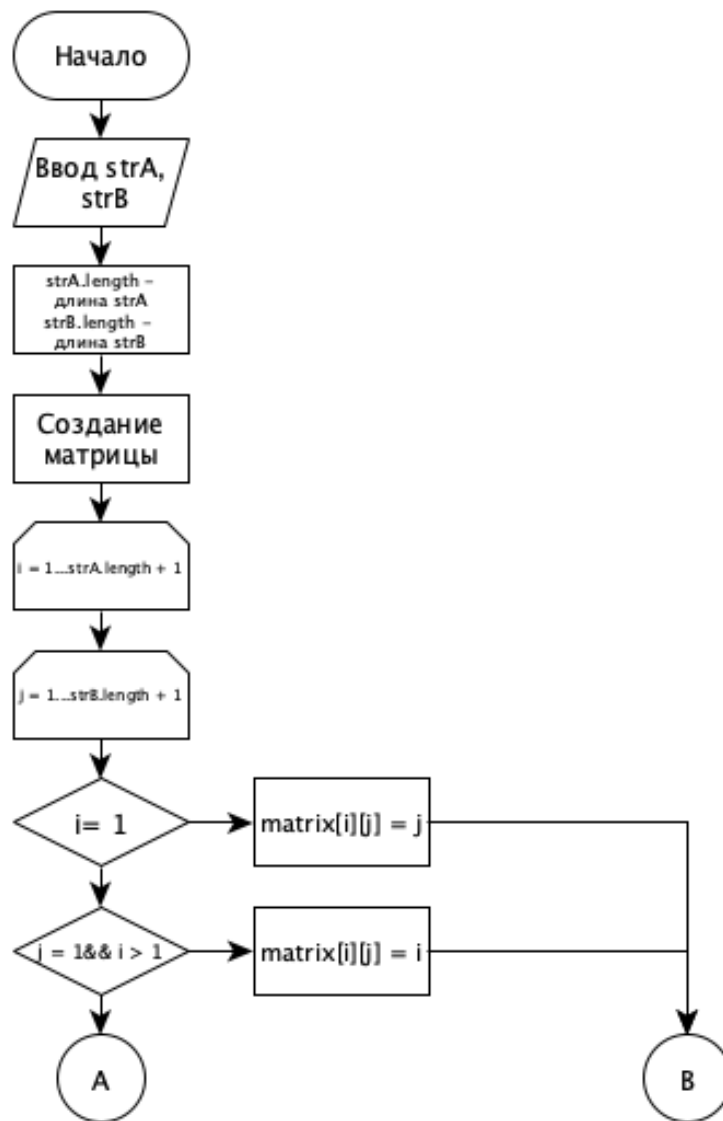 Начало
Ввод strA,
strB
strA.length –
длина strA
strB.length –
длина strB
Создание
матрицы
i = 1...strA.length + 1
j = 1...strB.length + 1
i= 1
matrix[i][j] = j
j = 1&& i > 1
matrix[i][j] = i
A
B